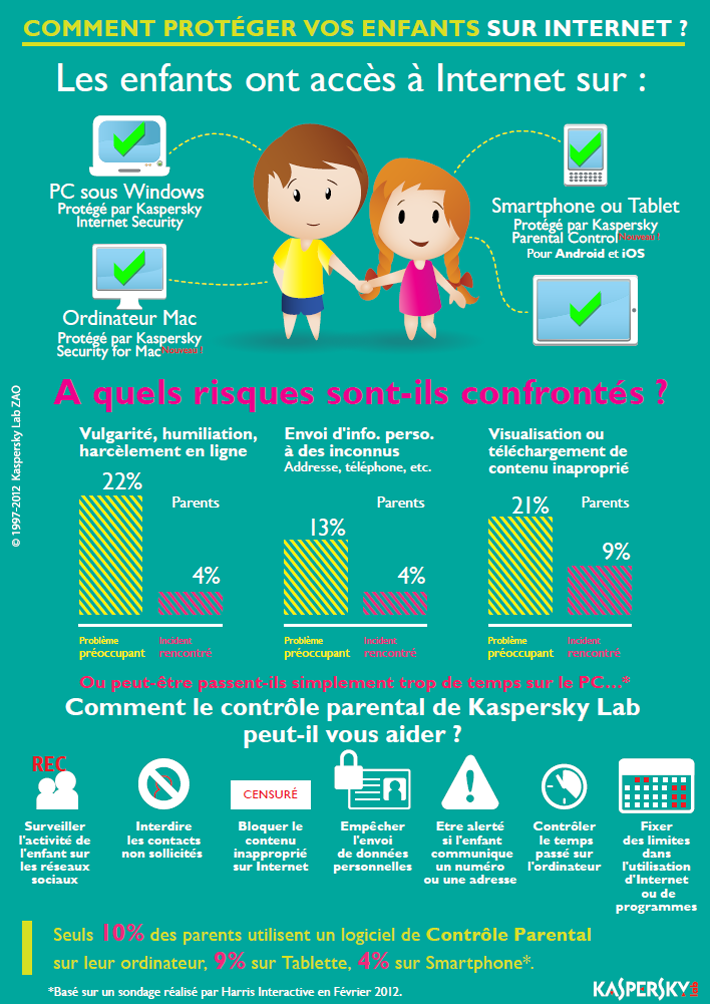 COMMENT PROTÉGER VOS ENFANTS SUR INTERNET ?
Les enfants ont accès à Internet sur :
PC sous Windows
Protégé par Kaspersky
Internet Security
Smartphone ou Tablet
Protégé par Kaspersky
Parental Control Nouveau !
Pour Android et iOS
Ordinateur Mac
Protégé par Kaspersky
Security for Mac Nouveau !
© 1997-2012 Kaspersky Lab ZAO
A quels risques sont-ils confrontés ?
Vulgarité, humiliation,
harcèlement en ligne
22%
Parents
4%
Problème
préoccupant
Incident
rencontré
Envoi d'info. perso.
à des inconnus
Addresse, téléphone, etc.
13%
Parents
4%
Problème
préoccupant
Incident
rencontré
Visualisation ou
téléchargement de
contenu inaproprié
21%
Parents
9%
Problème
préoccupant
Incident
rencontré
Ou peut-être passent-ils simplement trop de temps sur le PC...*
Comment le contrôle parental de Kaspersky Lab
peut-il vous aider ?
REC
Surveiller
l'activité de
l'enfant sur
les réseaux
sociaux
Interdire
les contacts
non sollicités
CENSURÉ
Bloquer le
contenu
inapproprié
sur Internet
Empêcher
l'envoi
de données
personnelles
Etre alerté
si l'enfant
communique
un numéro
ou une adresse
Contrôler
le temps
passé sur
l'ordinateur
Fixer
des limites
dans
l'utilisation
d'Internet
ou de
programmes
Seuls 10% des parents utilisent un logiciel de Contrôle Parental
sur leur ordinateur, 9% sur Tablette, 4% sur Smartphone*.
*Basé sur un sondage réalisé par Harris Interactive en Février 2012.
KASPERSKY lab